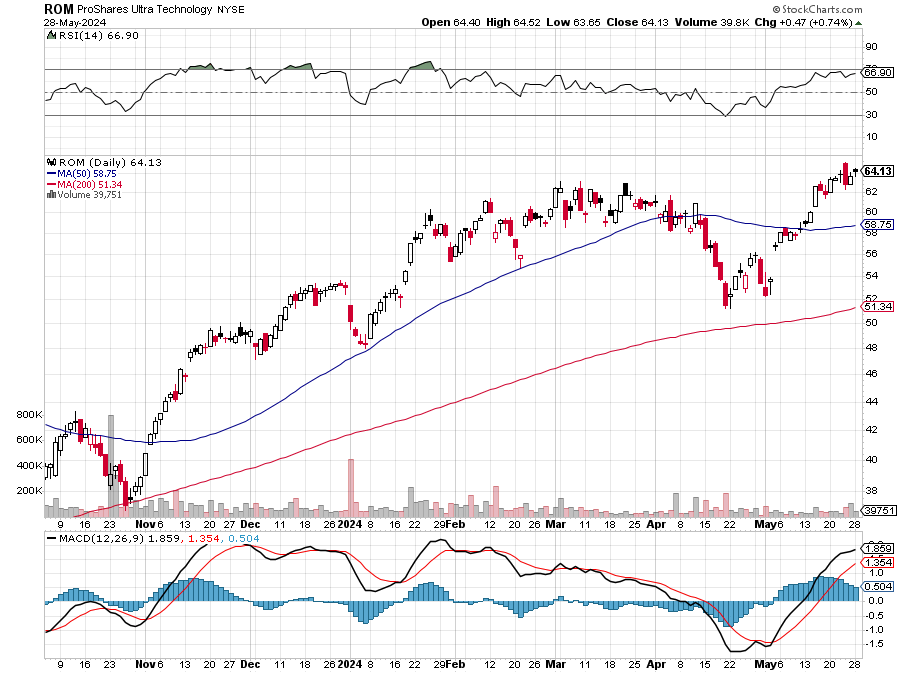 ROM ProShares Ultra Technology NYSE © StockCharts.com
28-May-2024 Open 64.40 High 64.52 Low 63.65 Close 64.13 Volume 39.8K Chg +0.47 (+0.74%)
RSI(14) 66.90
90
70
66.90
50
30
10
ROM (Daily) 64.13
MA(50) 58.75
MA(200) 51.34
Volume 39,751
64.13
62
60
58.75
58
56
54
52
51.34
50
48
46
44
42
40
38
800K
600K
400K
200K
39751
9 16 23 Nov 6 13 20 27 Dec 11 18 2024 8 16 22 Feb 12 20 26 Mar 11 18 25 Apr 8 15 22 May 6 13 20 28
MACD(12,26,9) 1.859, 1.354, 0.504
1.859
1.354
1.0
0.504
0.0
-0.5
-1.0
-1.5
9 16 23 Nov 6 13 20 27 Dec 11 18 2024 8 16 22 Feb 12 20 26 Mar 11 18 25 Apr 8 15 22 May 6 13 20 28